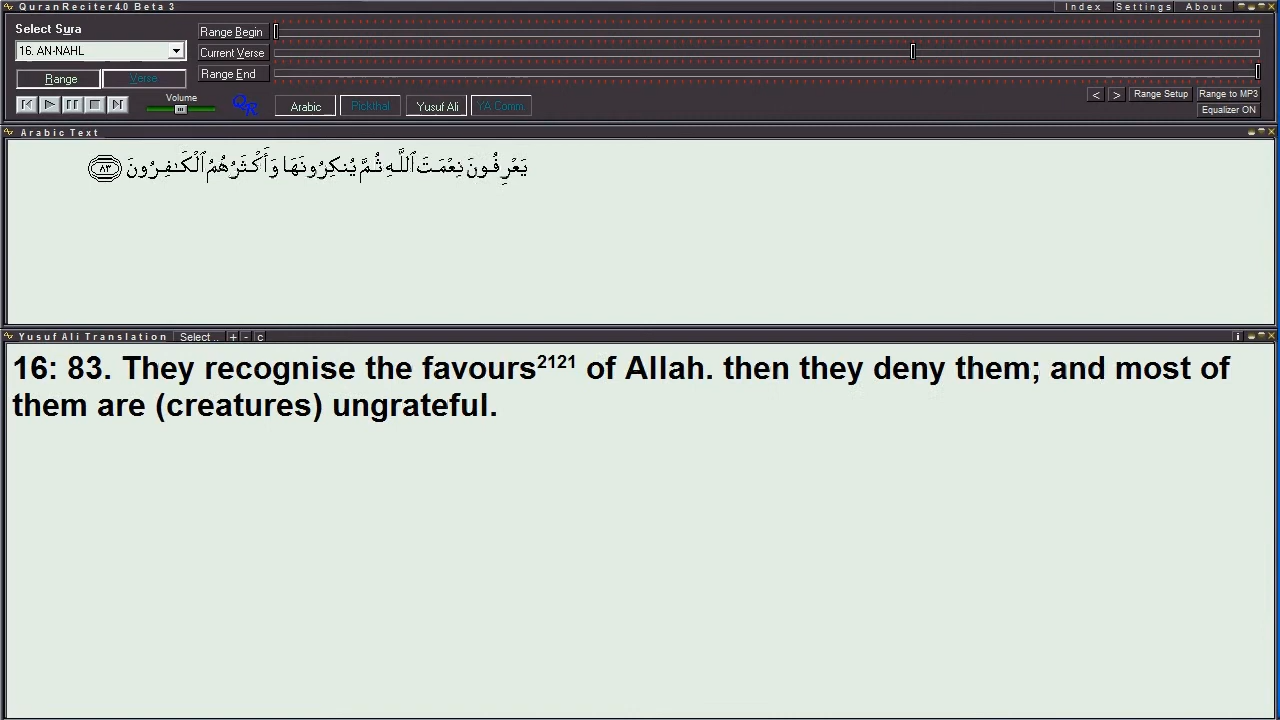 QuranReciter4.0 Beta 3
Index Settings About
Select Sura
16. AN-NAHL
Range Begin
Current Verse
Range End
Range Verse
Volume
QR
Arabic Pickthal Yusuf Ali YA Comm.
< > Range Setup Range to MP3
Equalizer ON
Arabic Text
يَعْرِفُونَ نِعْمَتَ ٱللَّهِ ثُمَّ يُنكِرُونَهَا وَأَكْثَرُهُمُ ٱلْكَـٰفِرُونَ ٨٣
Yusuf Ali Translation Select .. + - c i
16: 83. They recognise the favours2121 of Allah. then they deny them; and most of
them are (creatures) ungrateful.